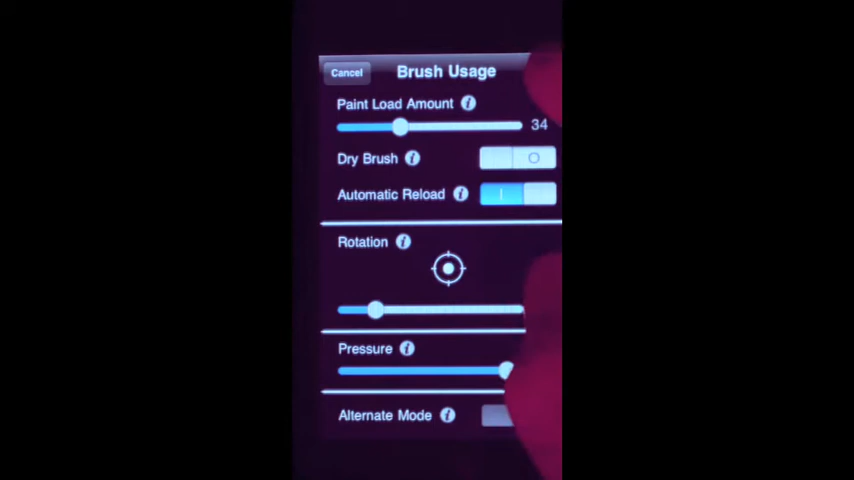 Cancel
Brush Usage
Paint Load Amount i
34
Dry Brush i
Automatic Reload i
Rotation i
Pressure i
Alternate Mode i